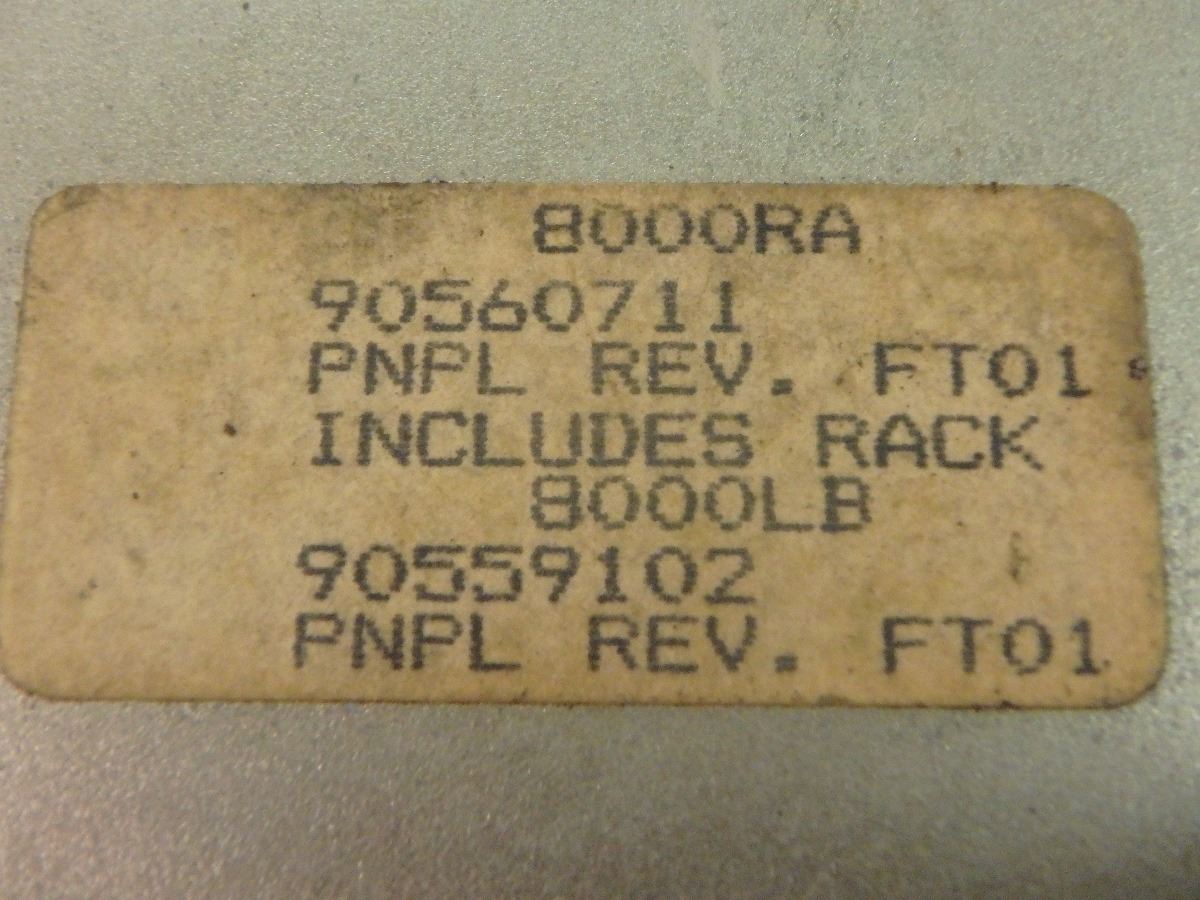 8000RA
90560711
PNPL REV. FT01
INCLUDES RACK
8000LB
90559102
PNPL REV. FT01